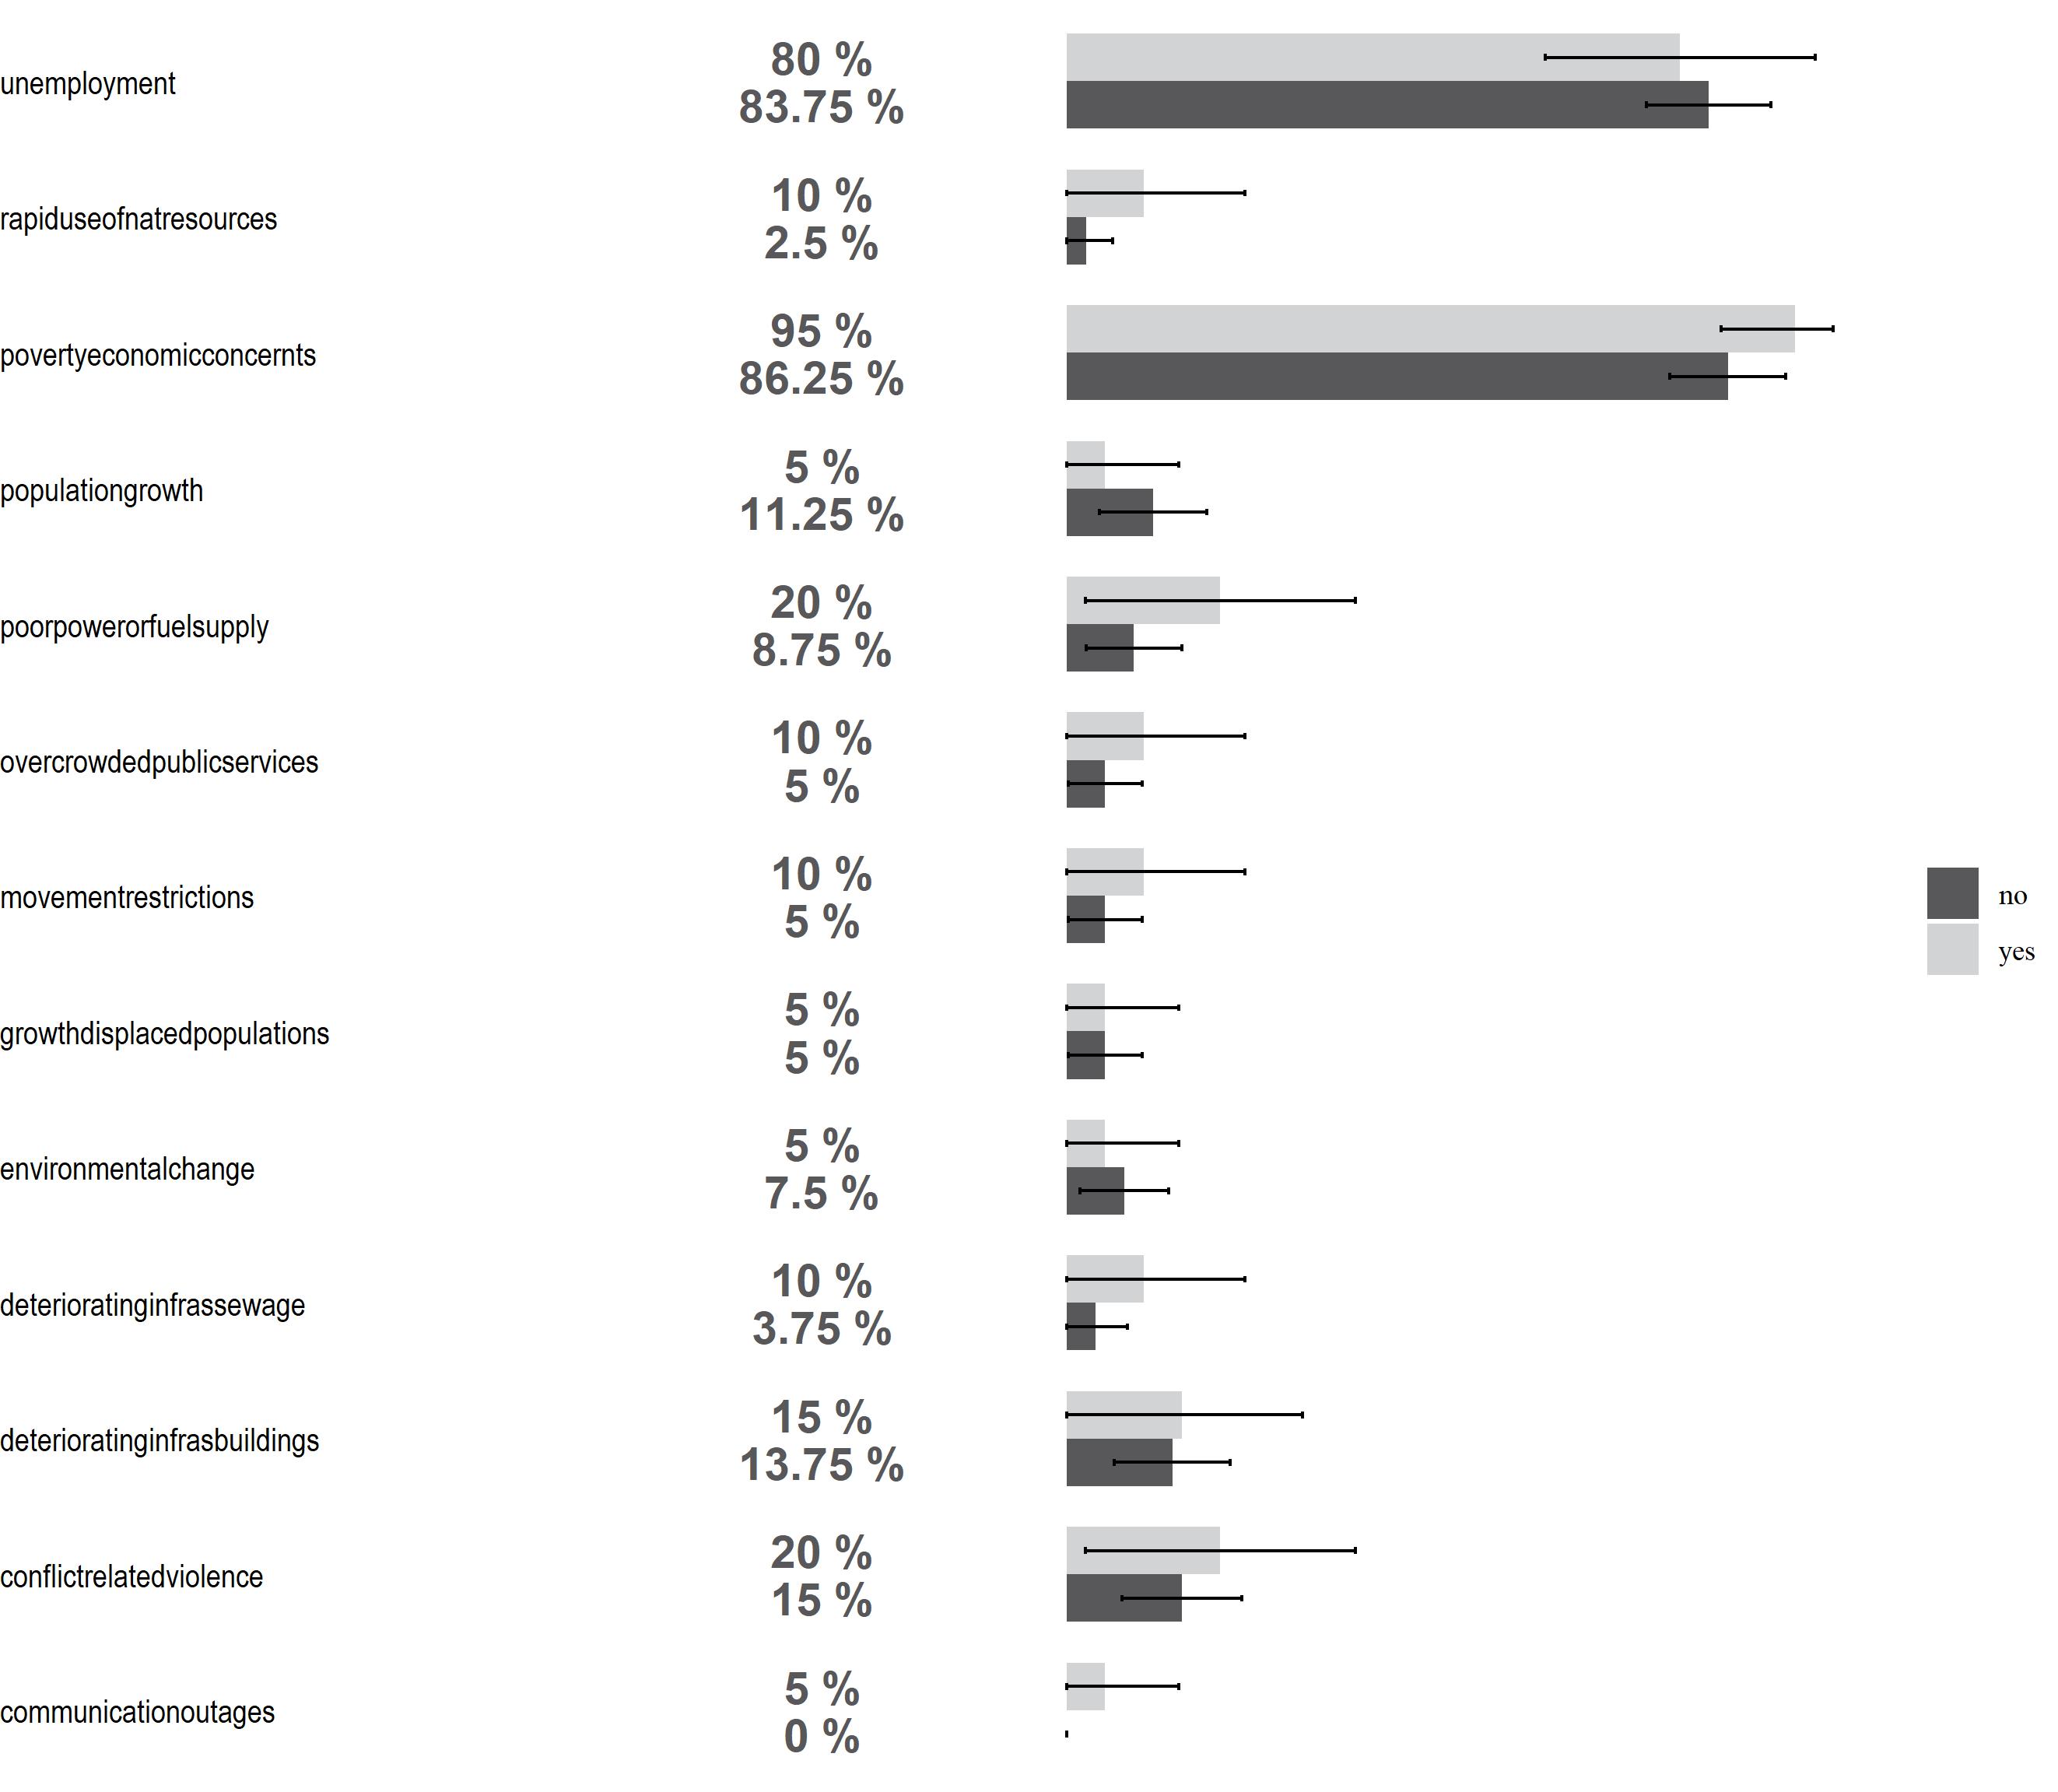 unemployment
80 %
83.75 %
rapiduseofnatresources
10 %
2.5 %
povertyeconomicconcernts
95 %
86.25 %
populationgrowth
5 %
11.25 %
poorpowerorfuelsupply
20 %
8.75 %
overcrowdedpublicservices
10 %
5 %
movementrestrictions
10 %
5 %
growthdisplacedpopulations
5 %
5 %
environmentalchange
5 %
7.5 %
deterioratinginfrassewage
10 %
3.75 %
deterioratinginfrasbuildings
15 %
13.75 %
conflictrelatedviolence
20 %
15 %
communicationoutages
5 %
0 %
no
yes